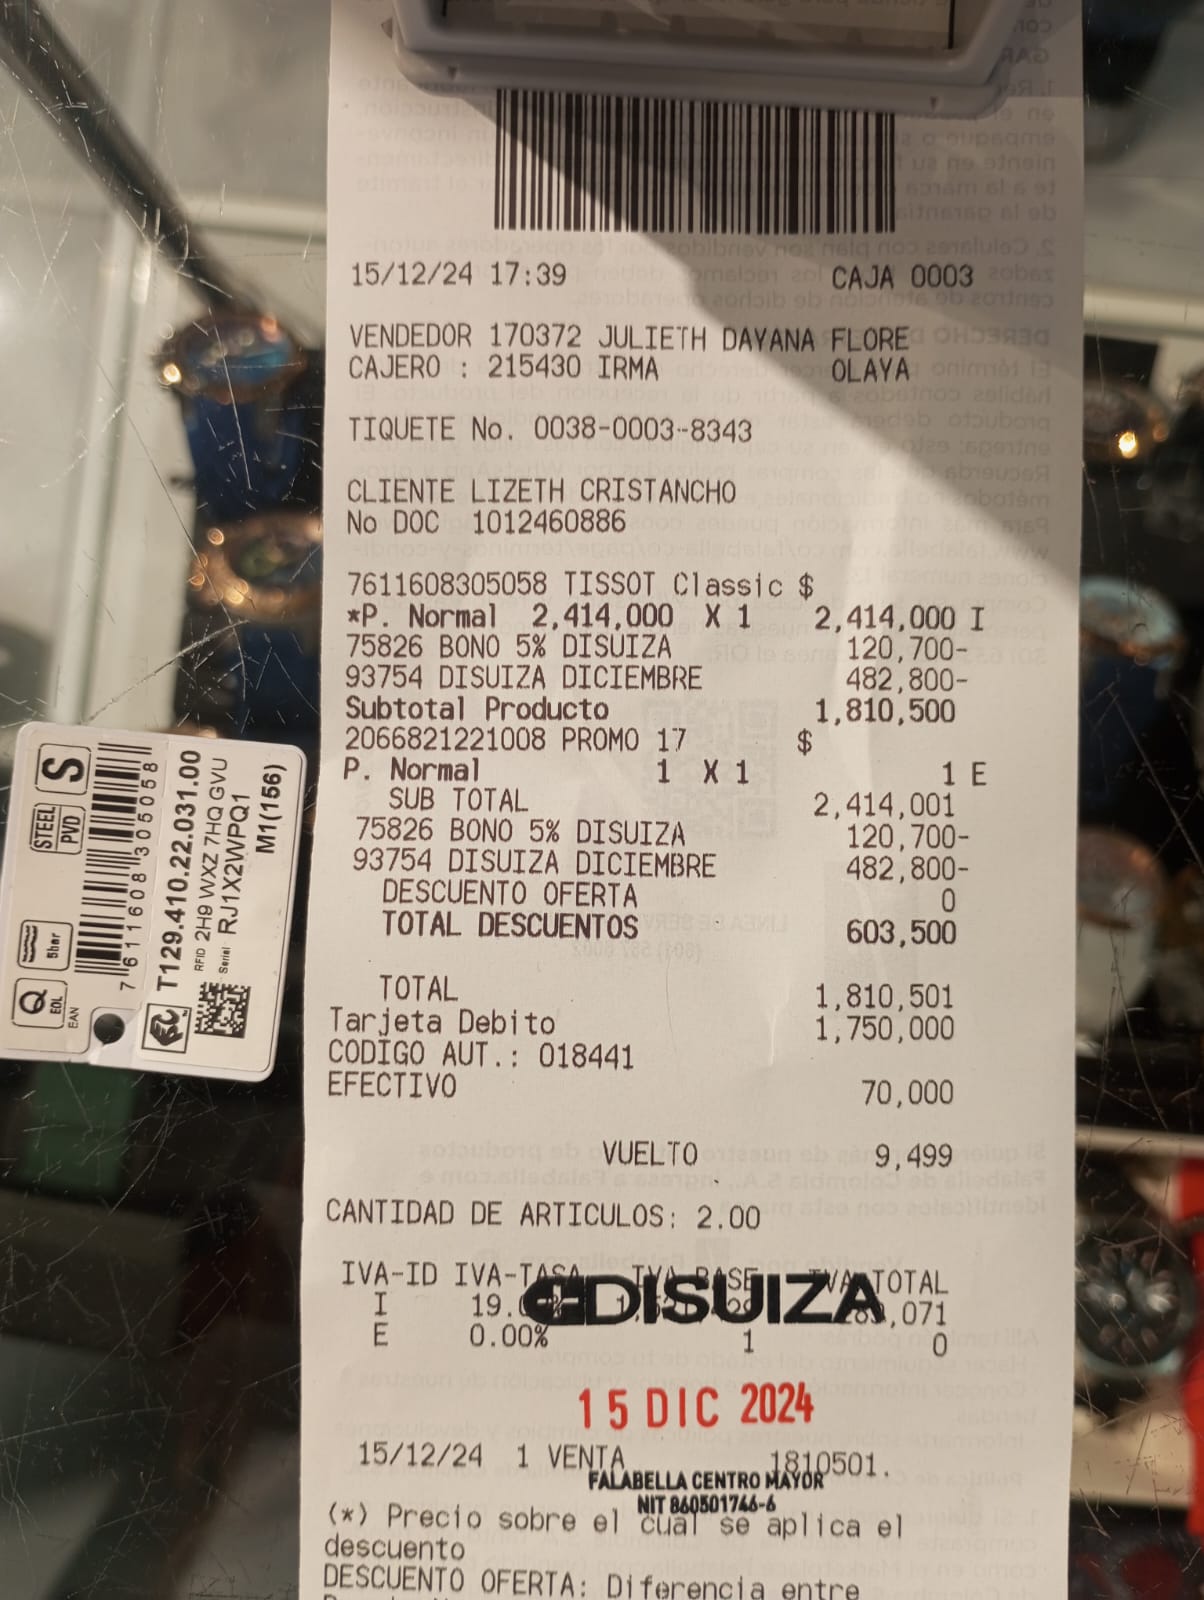 15/12/24 17:39 CAJA 0003
VENDEDOR 170372 JULIETH DAYANA FLORE
CAJERO : 215430 IRMA OLAYA
TIQUETE No. 0038-0003-8343
CLIENTE LIZETH CRISTANCHO
No DOC 1012460886
7611608305058 TISSOT Classic $
*P. Normal 2,414,000 X 1 2,414,000 I
75826 BONO 5% DISUIZA 120,700-
93754 DISUIZA DICIEMBRE 482,800-
Subtotal Producto 1,810,500
2066821221008 PROMO 17 $
P. Normal 1 X 1 1 E
SUB TOTAL 2,414,001
75826 BONO 5% DISUIZA 120,700-
93754 DISUIZA DICIEMBRE 482,800-
DESCUENTO OFERTA 0
TOTAL DESCUENTOS 603,500
TOTAL 1,810,501
Tarjeta Debito 1,750,000
CODIGO AUT.: 018441
EFECTIVO 70,000
VUELTO 9,499
CANTIDAD DE ARTICULOS: 2.00
IVA-ID IVA-TASA IVA BASE IVA TOTAL
I
E 0.00% 1 0
DISUIZA
15 DIC 2024
15/12/24 1 VENTA 1810501.
FALABELLA CENTRO MAYOR
NIT 860501746-6
(*) Precio sobre el cual se aplica el
descuento
DESCUENTO OFERTA: Diferencia entre
S
STEEL
PVD
5bar
Q
EOL
EAN
7 611608 305058
T129.410.22.031.00
RFID 2H9 WXZ 7HQ GVU
Serial RJ1X2WPQ1
M1(156)